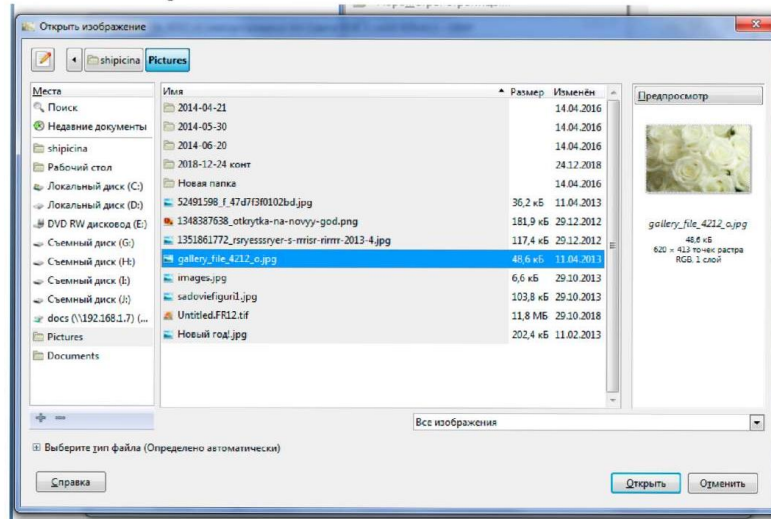 Открыть изображение
shipicina Pictures
Места
Поиск
Недавние документы
shipicina
Рабочий стол
Локальный диск (C:)
Локальный диск (D:)
DVD RW дисковод (E:)
Съемный диск (G:)
Съемный диск (H:)
Съемный диск (I:)
Съемный диск (J:)
docs (\\192.168.1.7) (...
Pictures
Documents
Имя Размер Изменён
2014-04-21 14.04.2016
2014-05-30 14.04.2016
2014-06-20 14.04.2016
2018-12-24 конт 24.12.2018
Новая папка 14.04.2016
52491598_f_47d7f3f0102bd.jpg 36,2 кБ 11.04.2013
1348387638_otkrytka-na-novyy-god.png 181,9 кБ 29.12.2012
1351861772_rsryesssryer-s-rrrisr-rirrrr-2013-4.jpg 117,4 кБ 29.12.2012
gallery_file_4212_o.jpg 48,6 кБ 11.04.2013
images.jpg 6,6 кБ 29.10.2013
sadoviefiguri1.jpg 103,8 кБ 29.10.2013
Untitled.FR12.tif 11,8 МБ 29.10.2018
Новый год!.jpg 202,4 кБ 11.02.2013
Предпросмотр
gallery_file_4212_o.jpg
48,6 кБ
620 × 413 точек растра
RGB, 1 слой
Все изображения
Выберите тип файла (Определено автоматически)
Справка
Открыть
Отменить